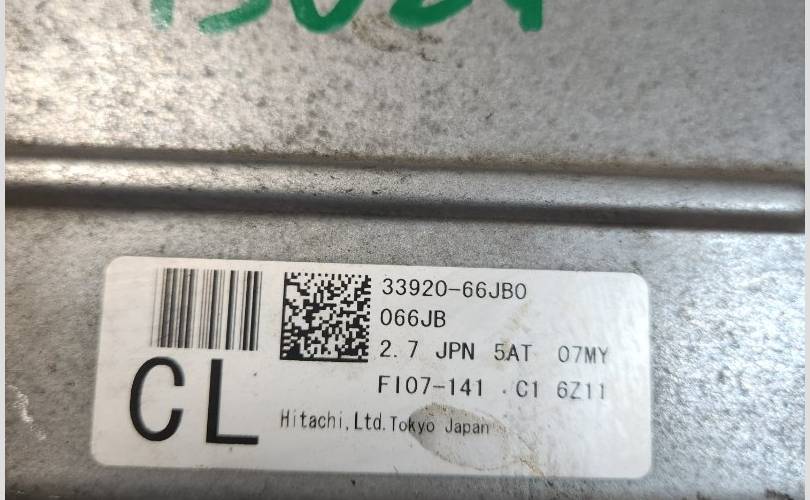 33920-66JB0
066JB
2.7 JPN 5AT 07MY
FI07-141 C1 6Z11
CL
Hitachi,Ltd.Tokyo Japan